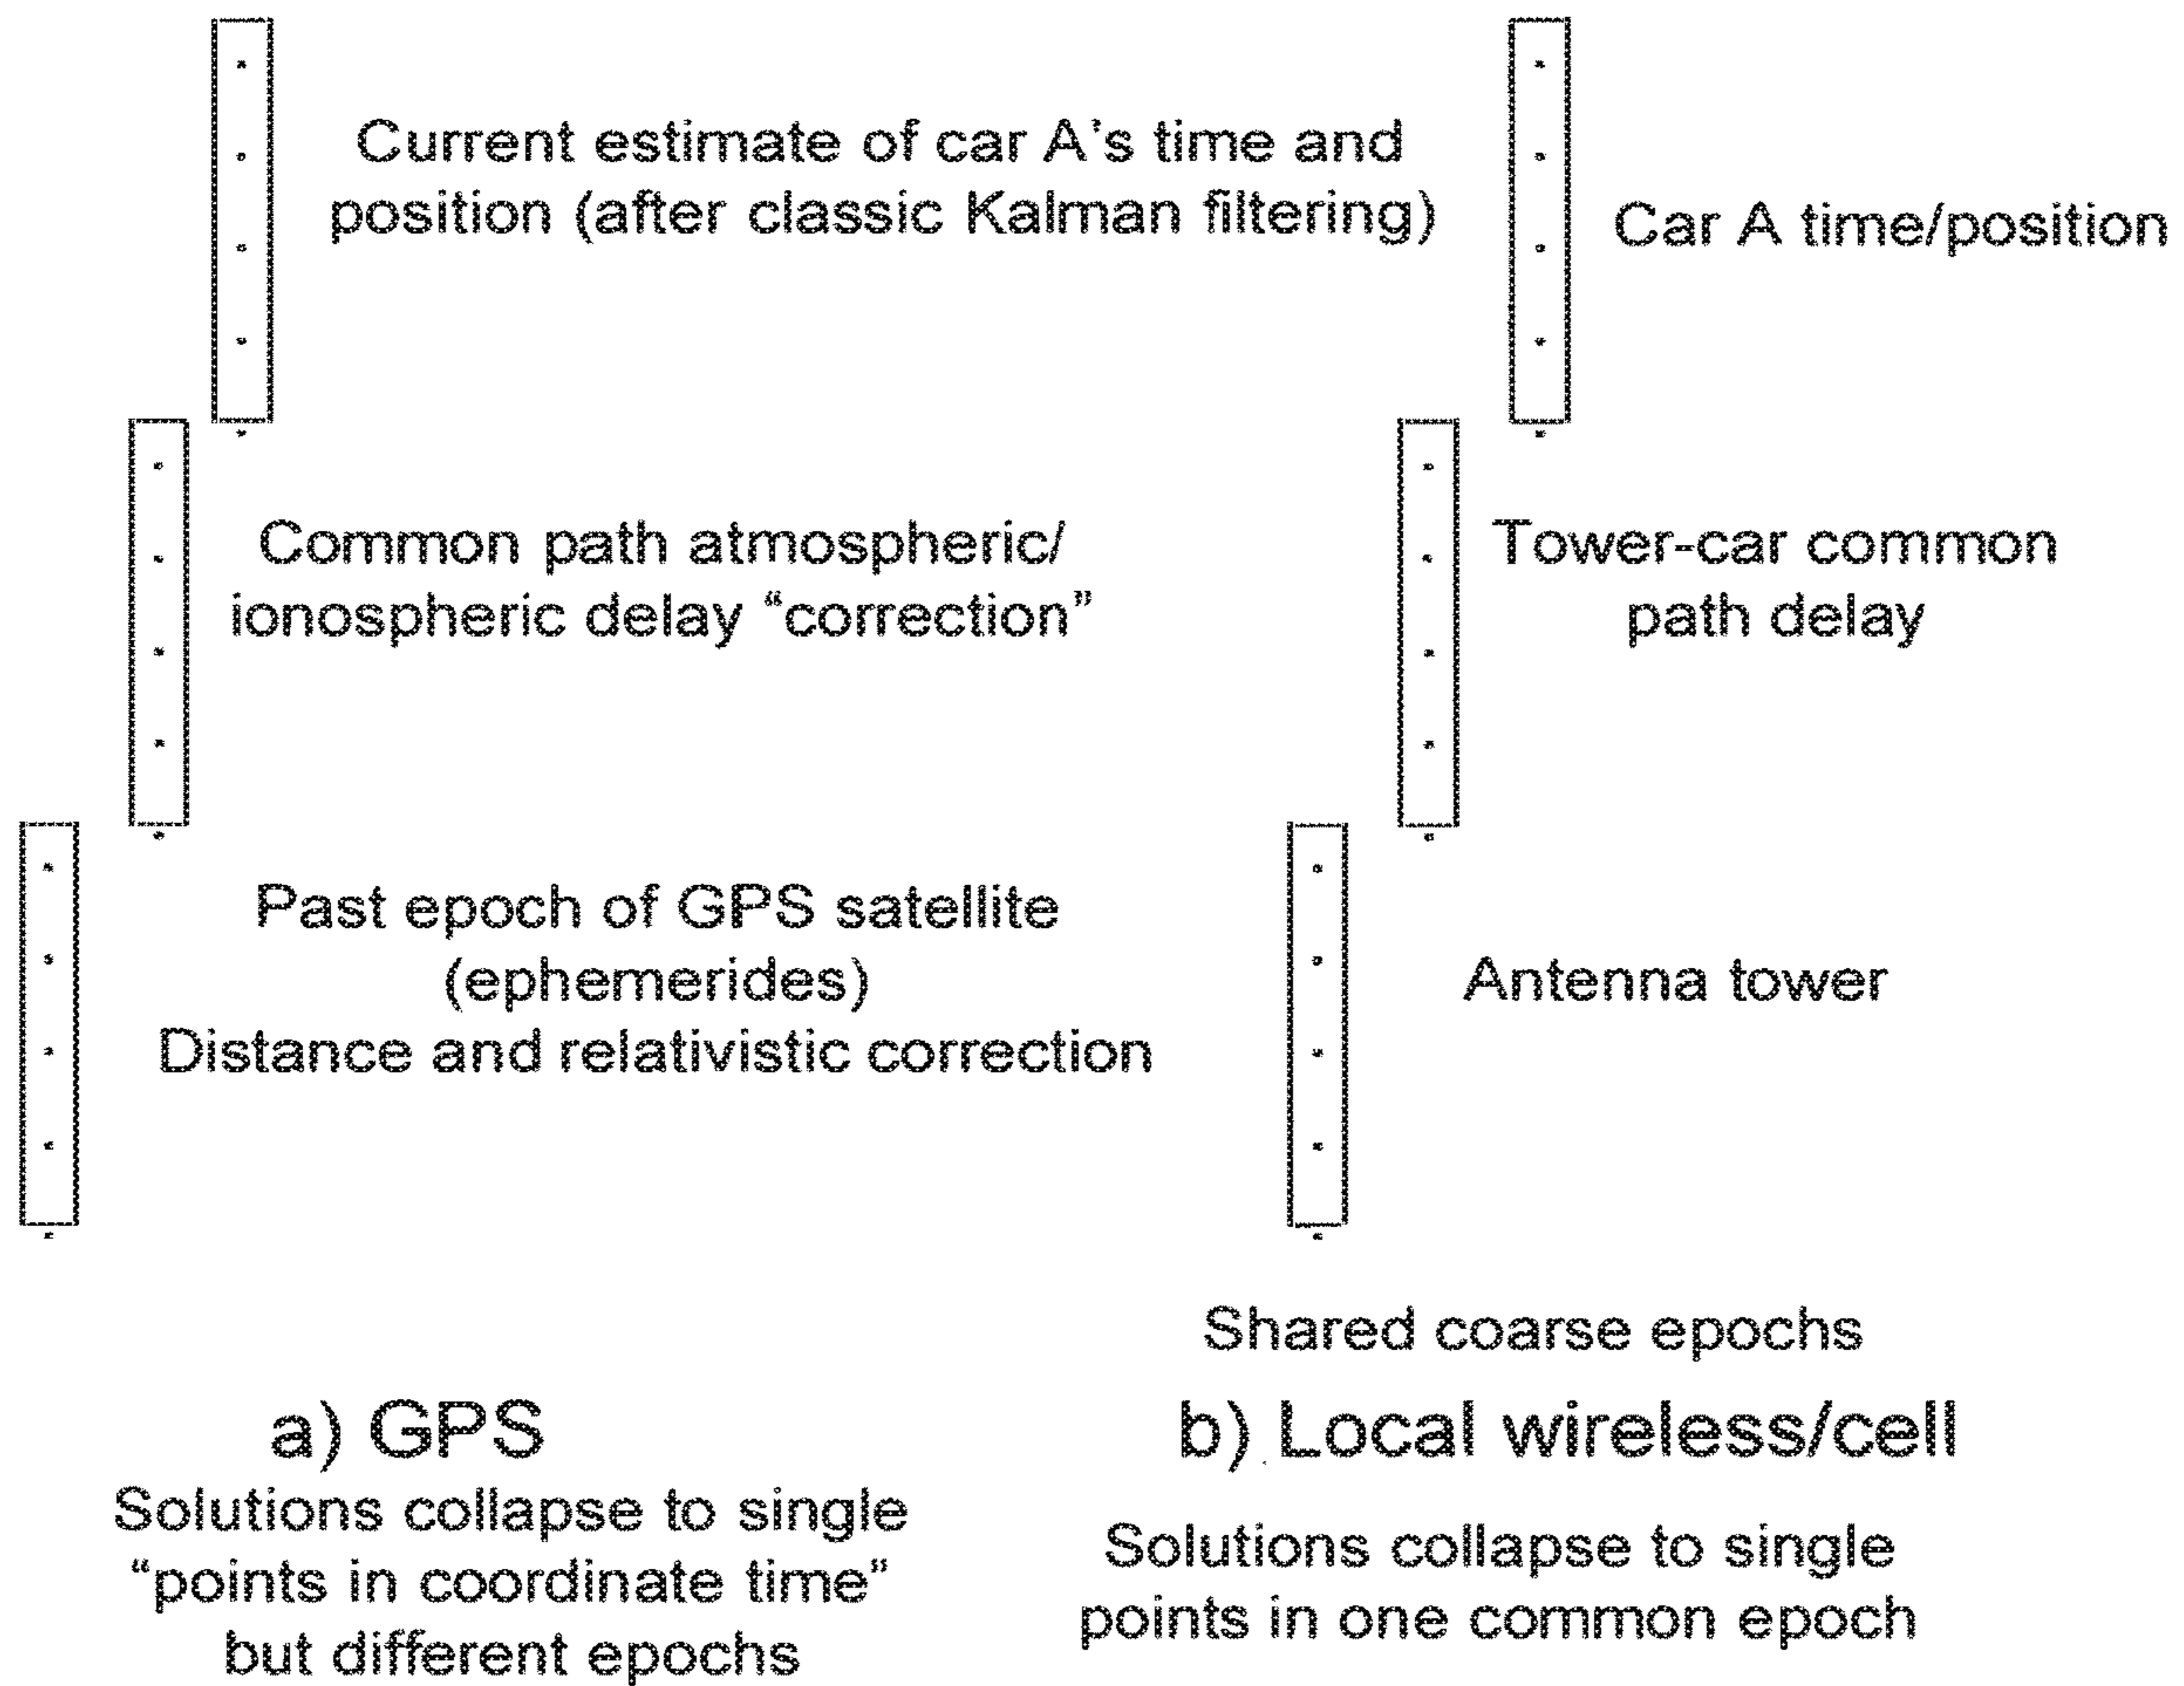 Current estimate of car A's time and
position (after classic Kalman filtering)
Car A time/position
Common path atmospheric/
ionospheric delay “correction”
Tower-car common
path delay
Past epoch of GPS satellite
(ephemerides)
Distance and relativistic correction
Antenna tower
Shared coarse epochs
a) GPS
Solutions collapse to single
“points in coordinate time”
but different epochs
b) Local wireless/cell
Solutions collapse to single
points in one common epoch